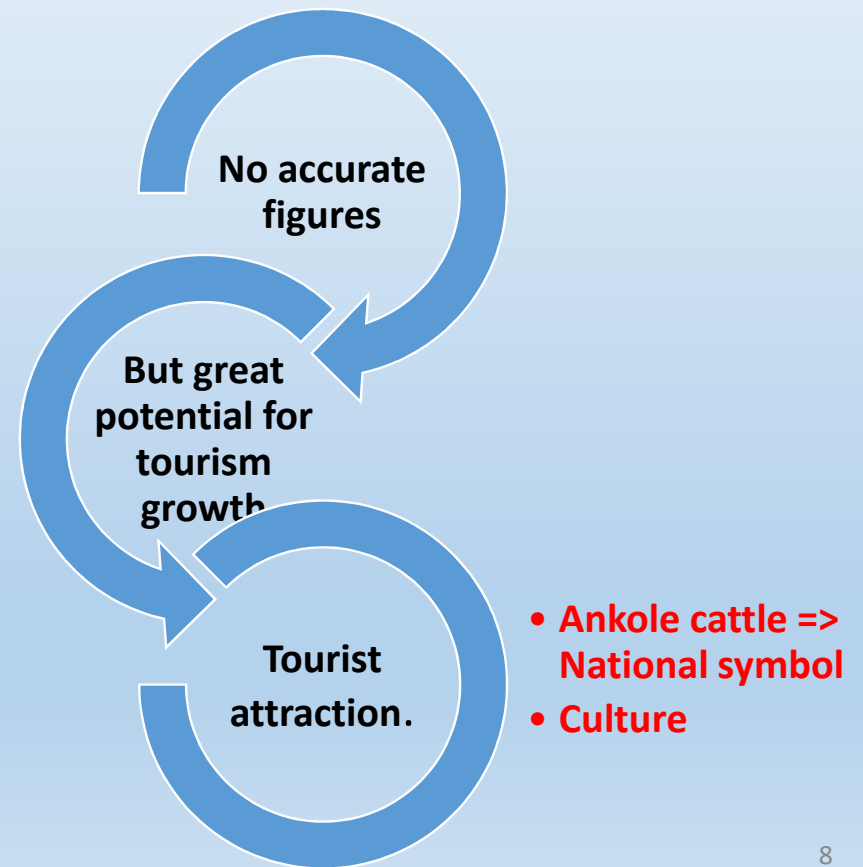 No accurate
figures
But great
potential for
tourism
growth
Tourist
attraction.
• Ankole cattle =>
National symbol
• Culture
8